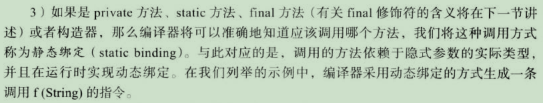 3）如果是 private 方法、static 方法、final 方法（有关 final 修饰符的含义将在下一节讲
述）或者构造器，那么编译器将可以准确地知道应该调用哪个方法，我们将这种调用方式
称为静态绑定（static binding）。与此对应的是，调用的方法依赖于隐式参数的实际类型，
并且在运行时实现动态绑定。在我们列举的示例中，编译器采用动态绑定的方式生成一条
调用 f (String) 的指令。